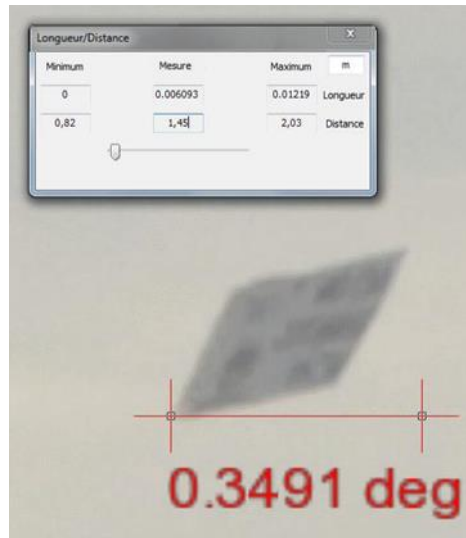 Longueur/Distance
Minimum Mesure Maximum m
0 0.006093 0.01219 Longueur
0,82 1,45 2,03 Distance
0.3491 deg